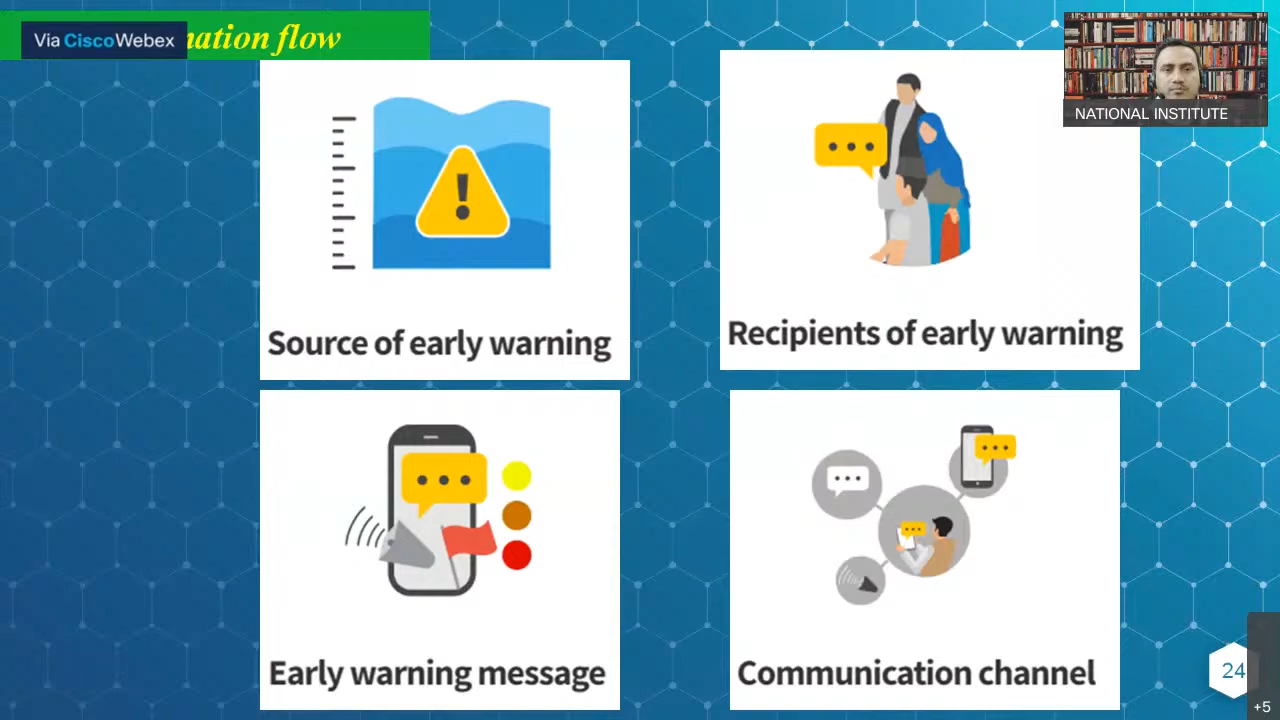 Via CiscoWebex
nation flow
NATIONAL INSTITUTE
Source of early warning
Recipients of early warning
Early warning message
Communication channel
24
+5